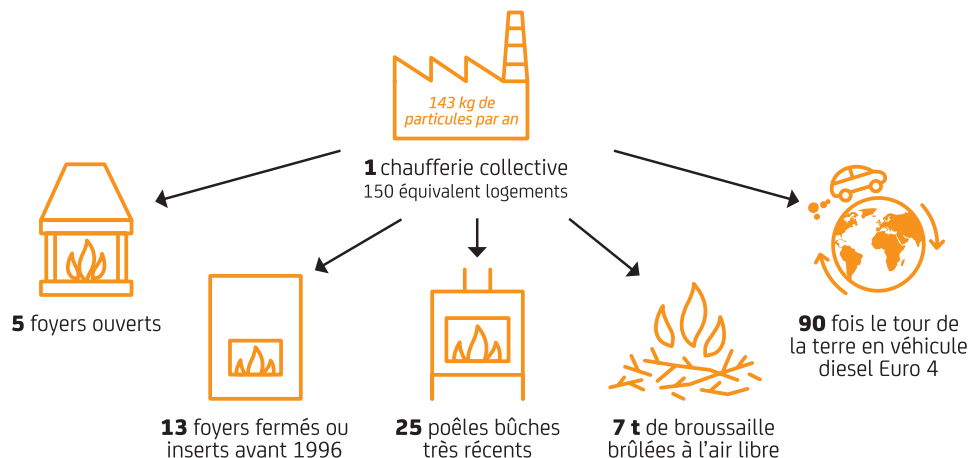 143 kg de
particules par an
1 chaufferie collective
150 équivalent logements
5 foyers ouverts
13 foyers fermés ou
inserts avant 1996
25 poêles bûches
très récents
7 t de broussaille
brûlées à l'air libre
90 fois le tour de
la terre en véhicule
diesel Euro 4